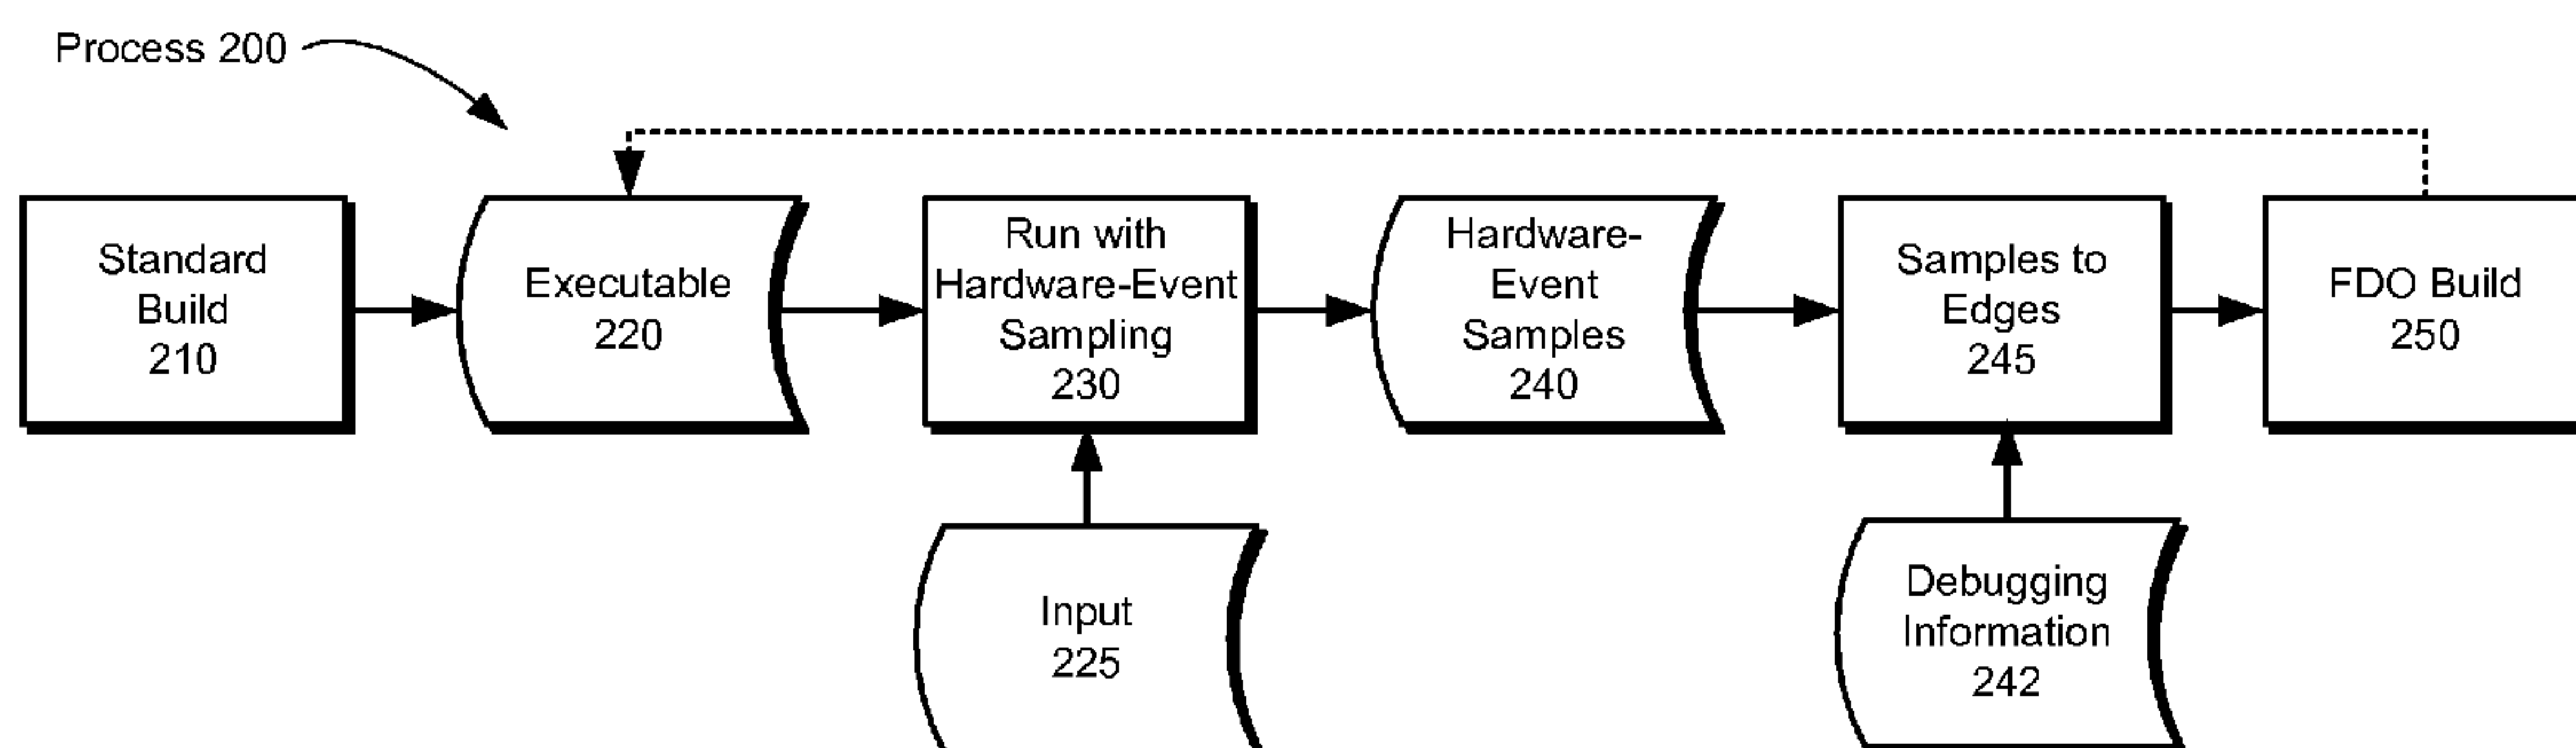 Process 200
Standard
Build
210
Executable
220
Run with
Hardware-Event
Sampling
230
Hardware-
Event
Samples
240
Samples to
Edges
245
FDO Build
250
Input
225
Debugging
Information
242